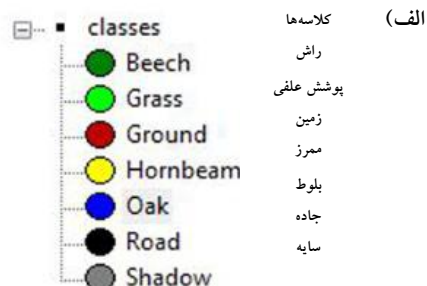 الف)
classes کلاسه‌ها
Beech راش
Grass پوشش علفی
Ground زمین
Hornbeam ممرز
Oak بلوط
Road جاده
Shadow سایه